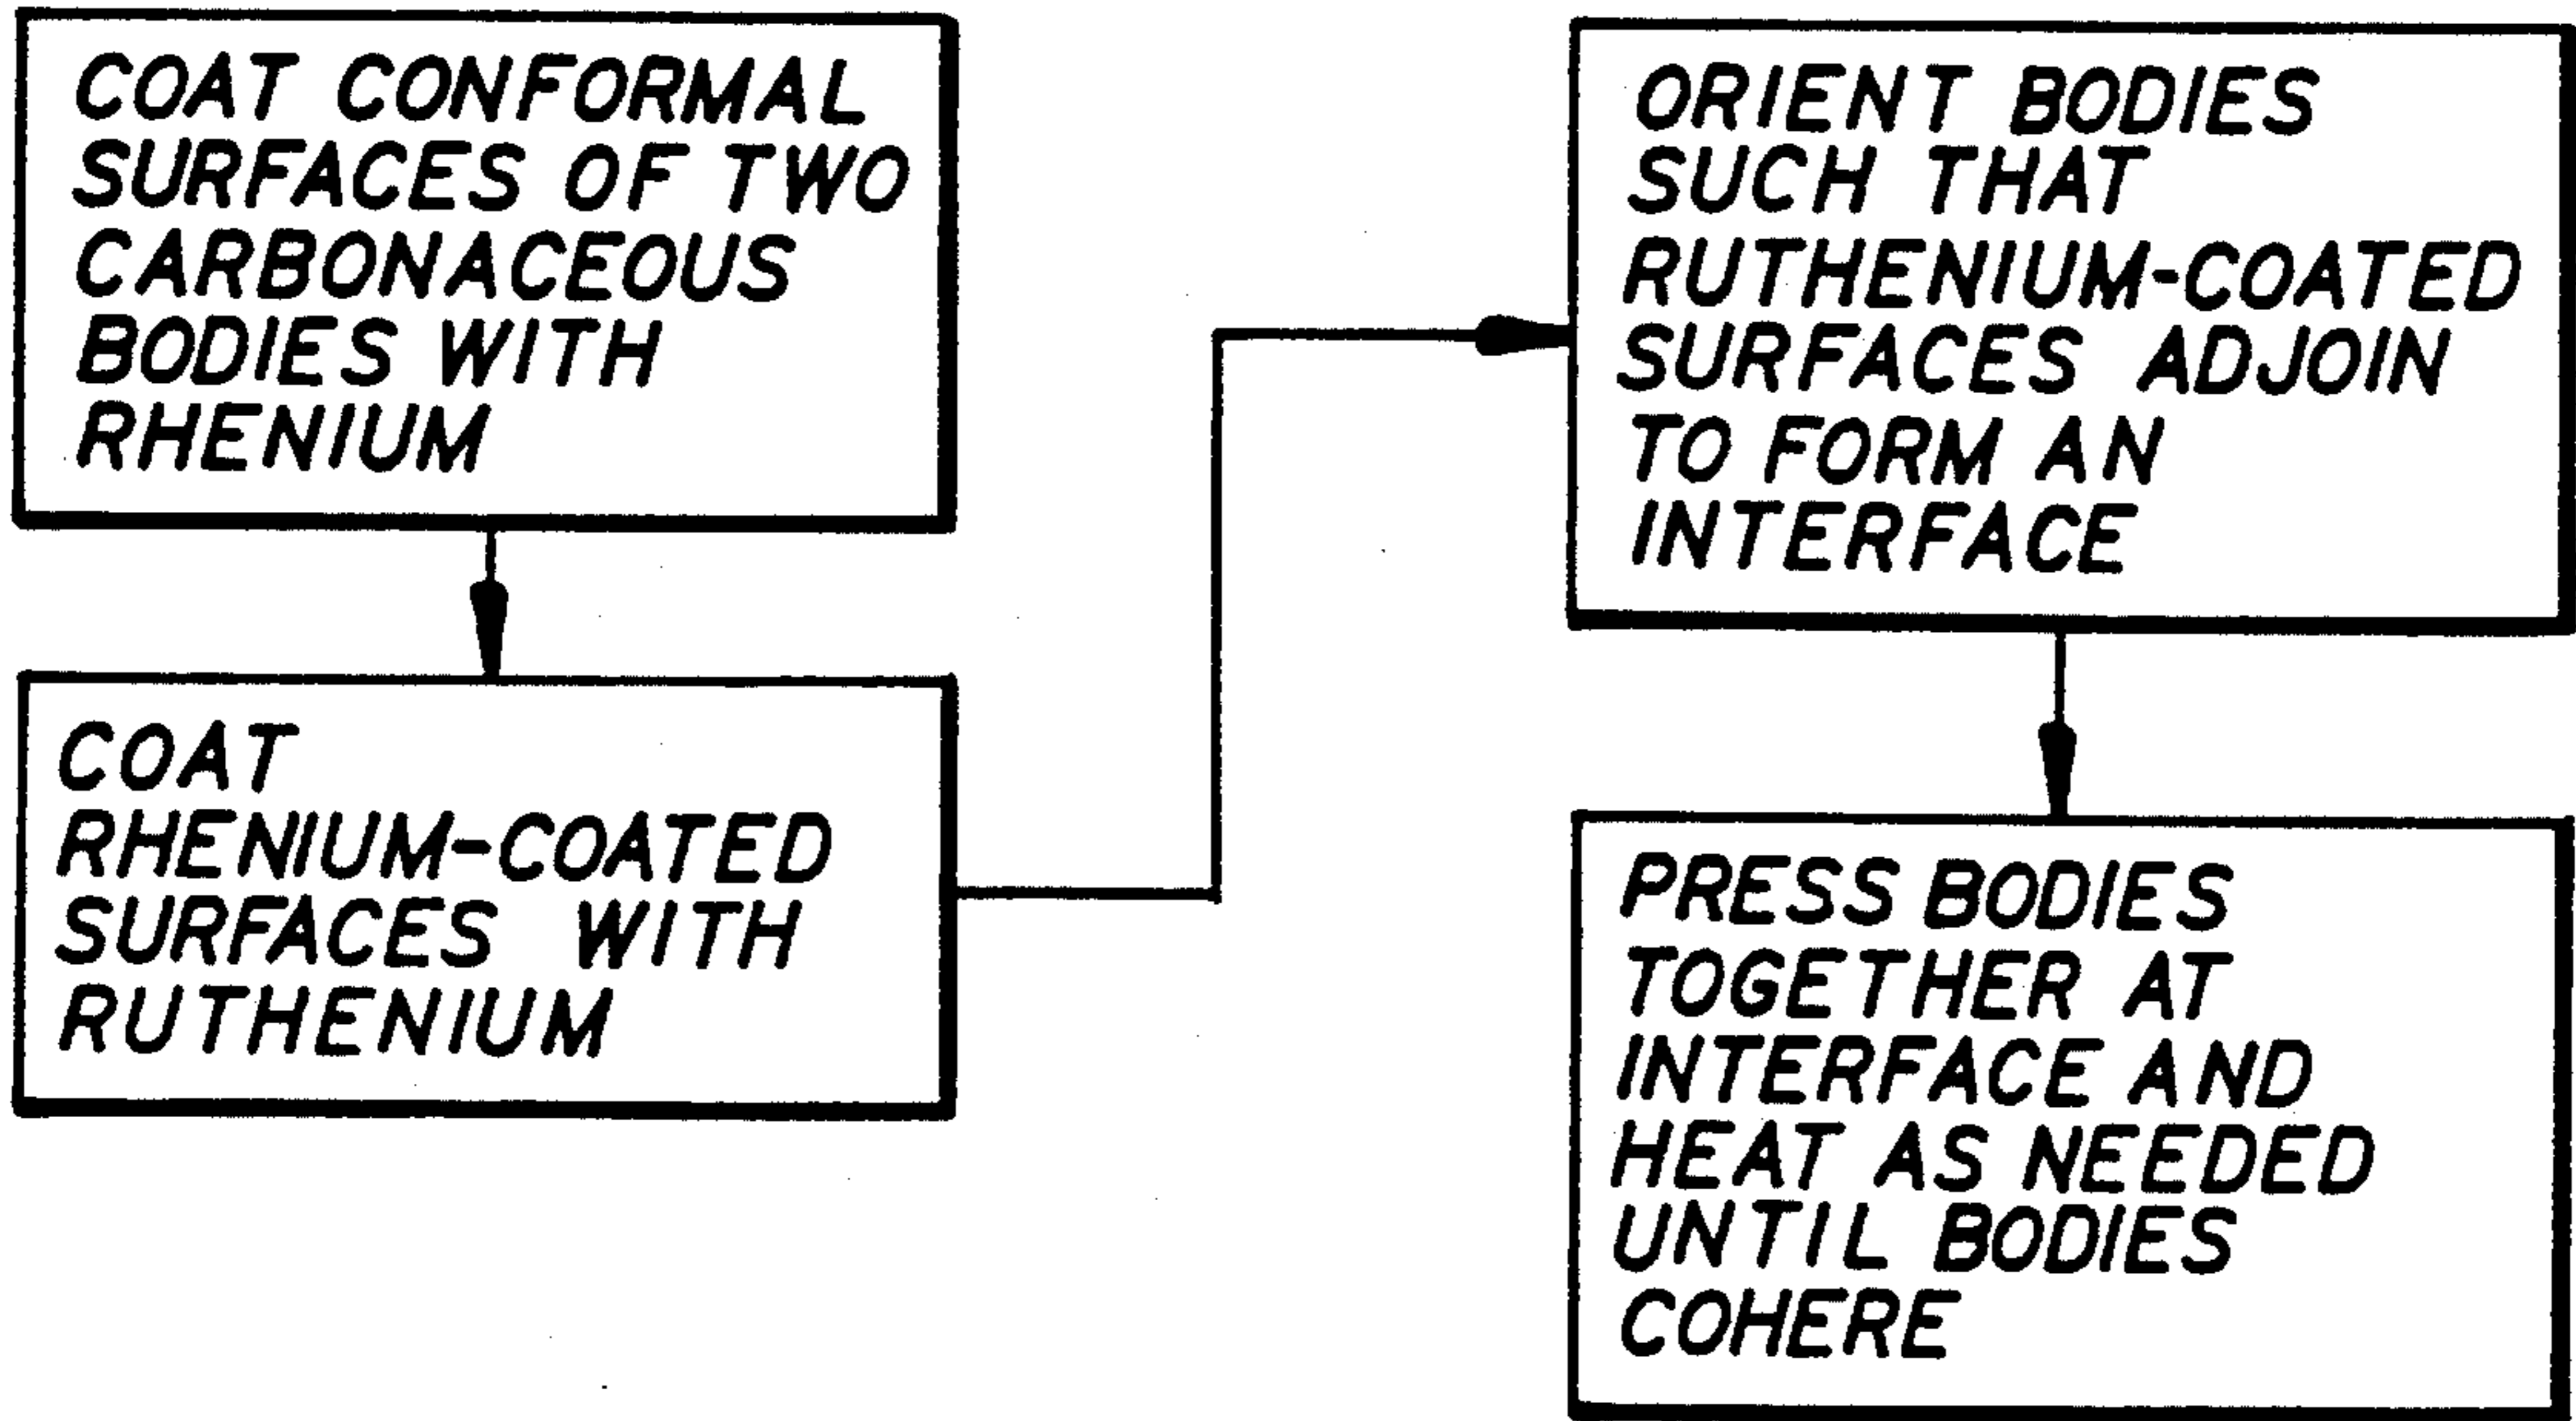 COAT CONFORMAL
SURFACES OF TWO
CARBONACEOUS
BODIES WITH
RHENIUM
COAT
RHENIUM-COATED
SURFACES WITH
RUTHENIUM
ORIENT BODIES
SUCH THAT
RUTHENIUM-COATED
SURFACES ADJOIN
TO FORM AN
INTERFACE
PRESS BODIES
TOGETHER AT
INTERFACE AND
HEAT AS NEEDED
UNTIL BODIES
COHERE